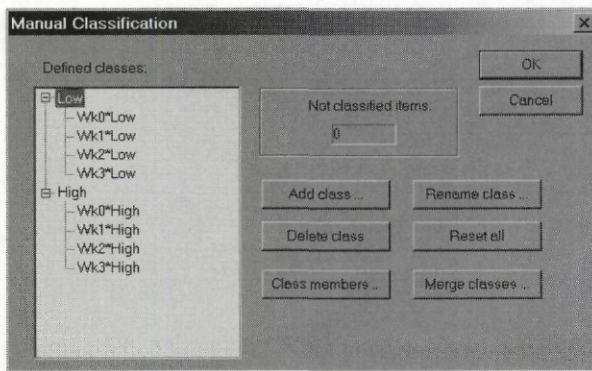 Manual Classification
Defined classes:
Low
Wk0*Low
Wk1*Low
Wk2*Low
Wk3*Low
High
Wk0*High
Wk1*High
Wk2*High
Wk3*High
Not classified items:
0
OK
Cancel
Add class ...
Rename class ...
Delete class
Reset all
Class members ..
Merge classes ...